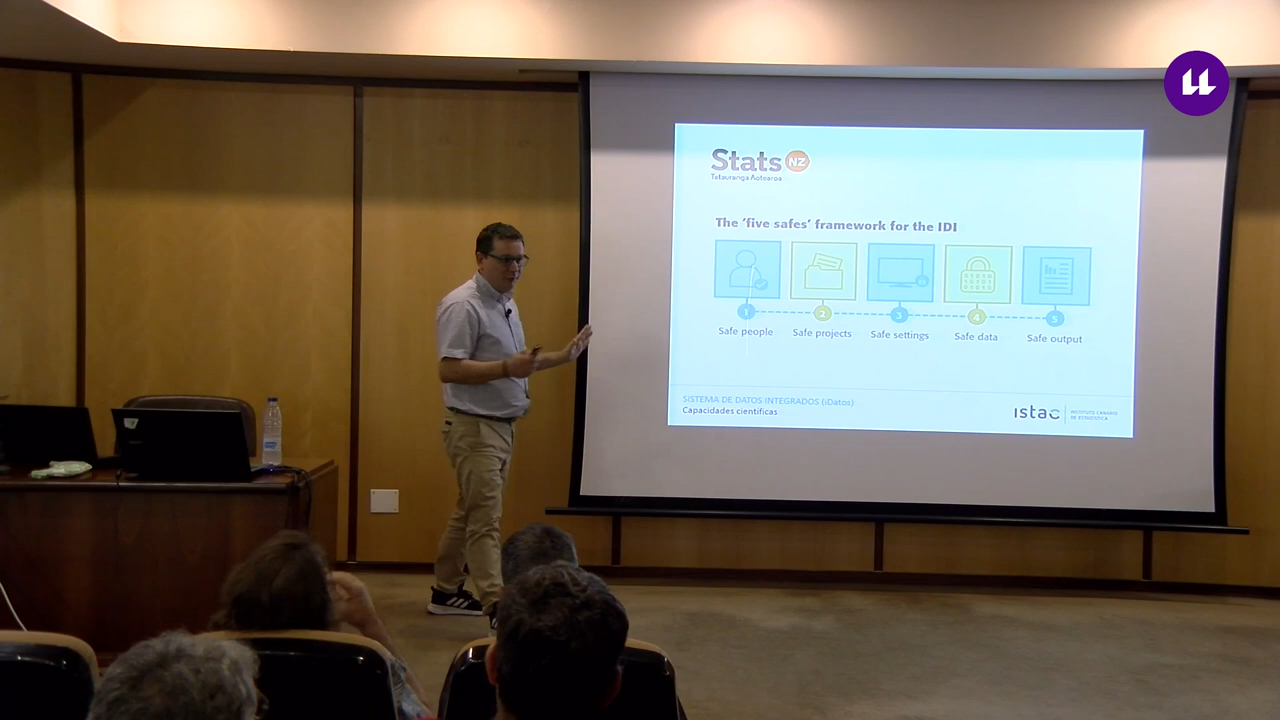 Stats NZ
Tatauranga Aotearoa
The 'five safes' framework for the IDI
1 2 3 4 5
Safe people Safe projects Safe settings Safe data Safe output
SISTEMA DE DATOS INTEGRADOS (iDatos)
Capacidades científicas
istac
INSTITUTO CANARIO
DE ESTADÍSTICA